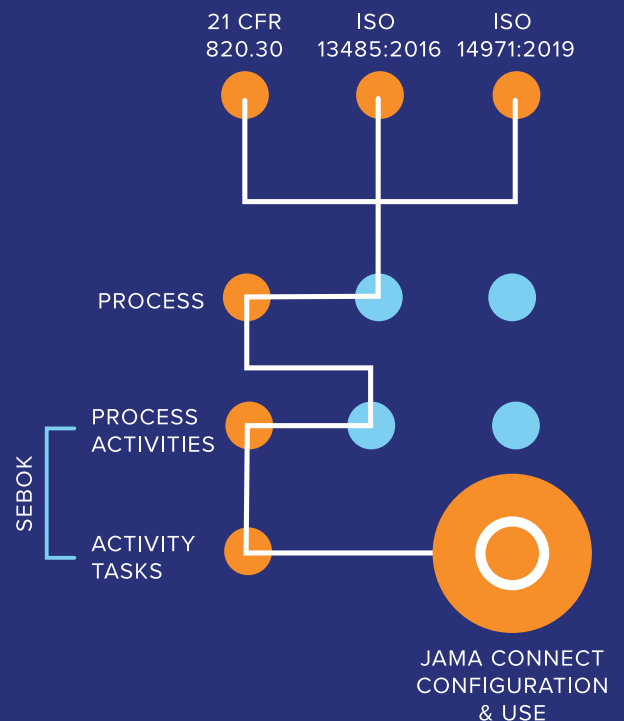 21 CFR
820.30
ISO
13485:2016
ISO
14971:2019
PROCESS
PROCESS
ACTIVITIES
SEBOK
ACTIVITY
TASKS
JAMA CONNECT
CONFIGURATION
& USE